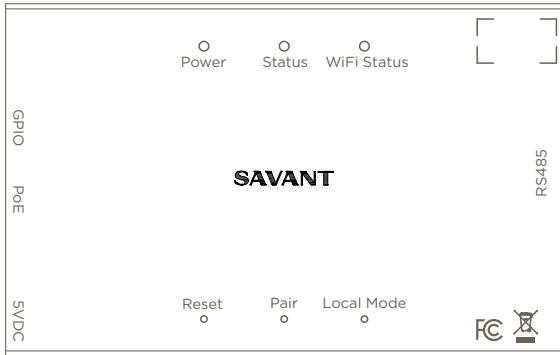 Power Status WiFi Status
GPIO
PoE
5VDC
SAVANT
RS485
Reset Pair Local Mode
FC